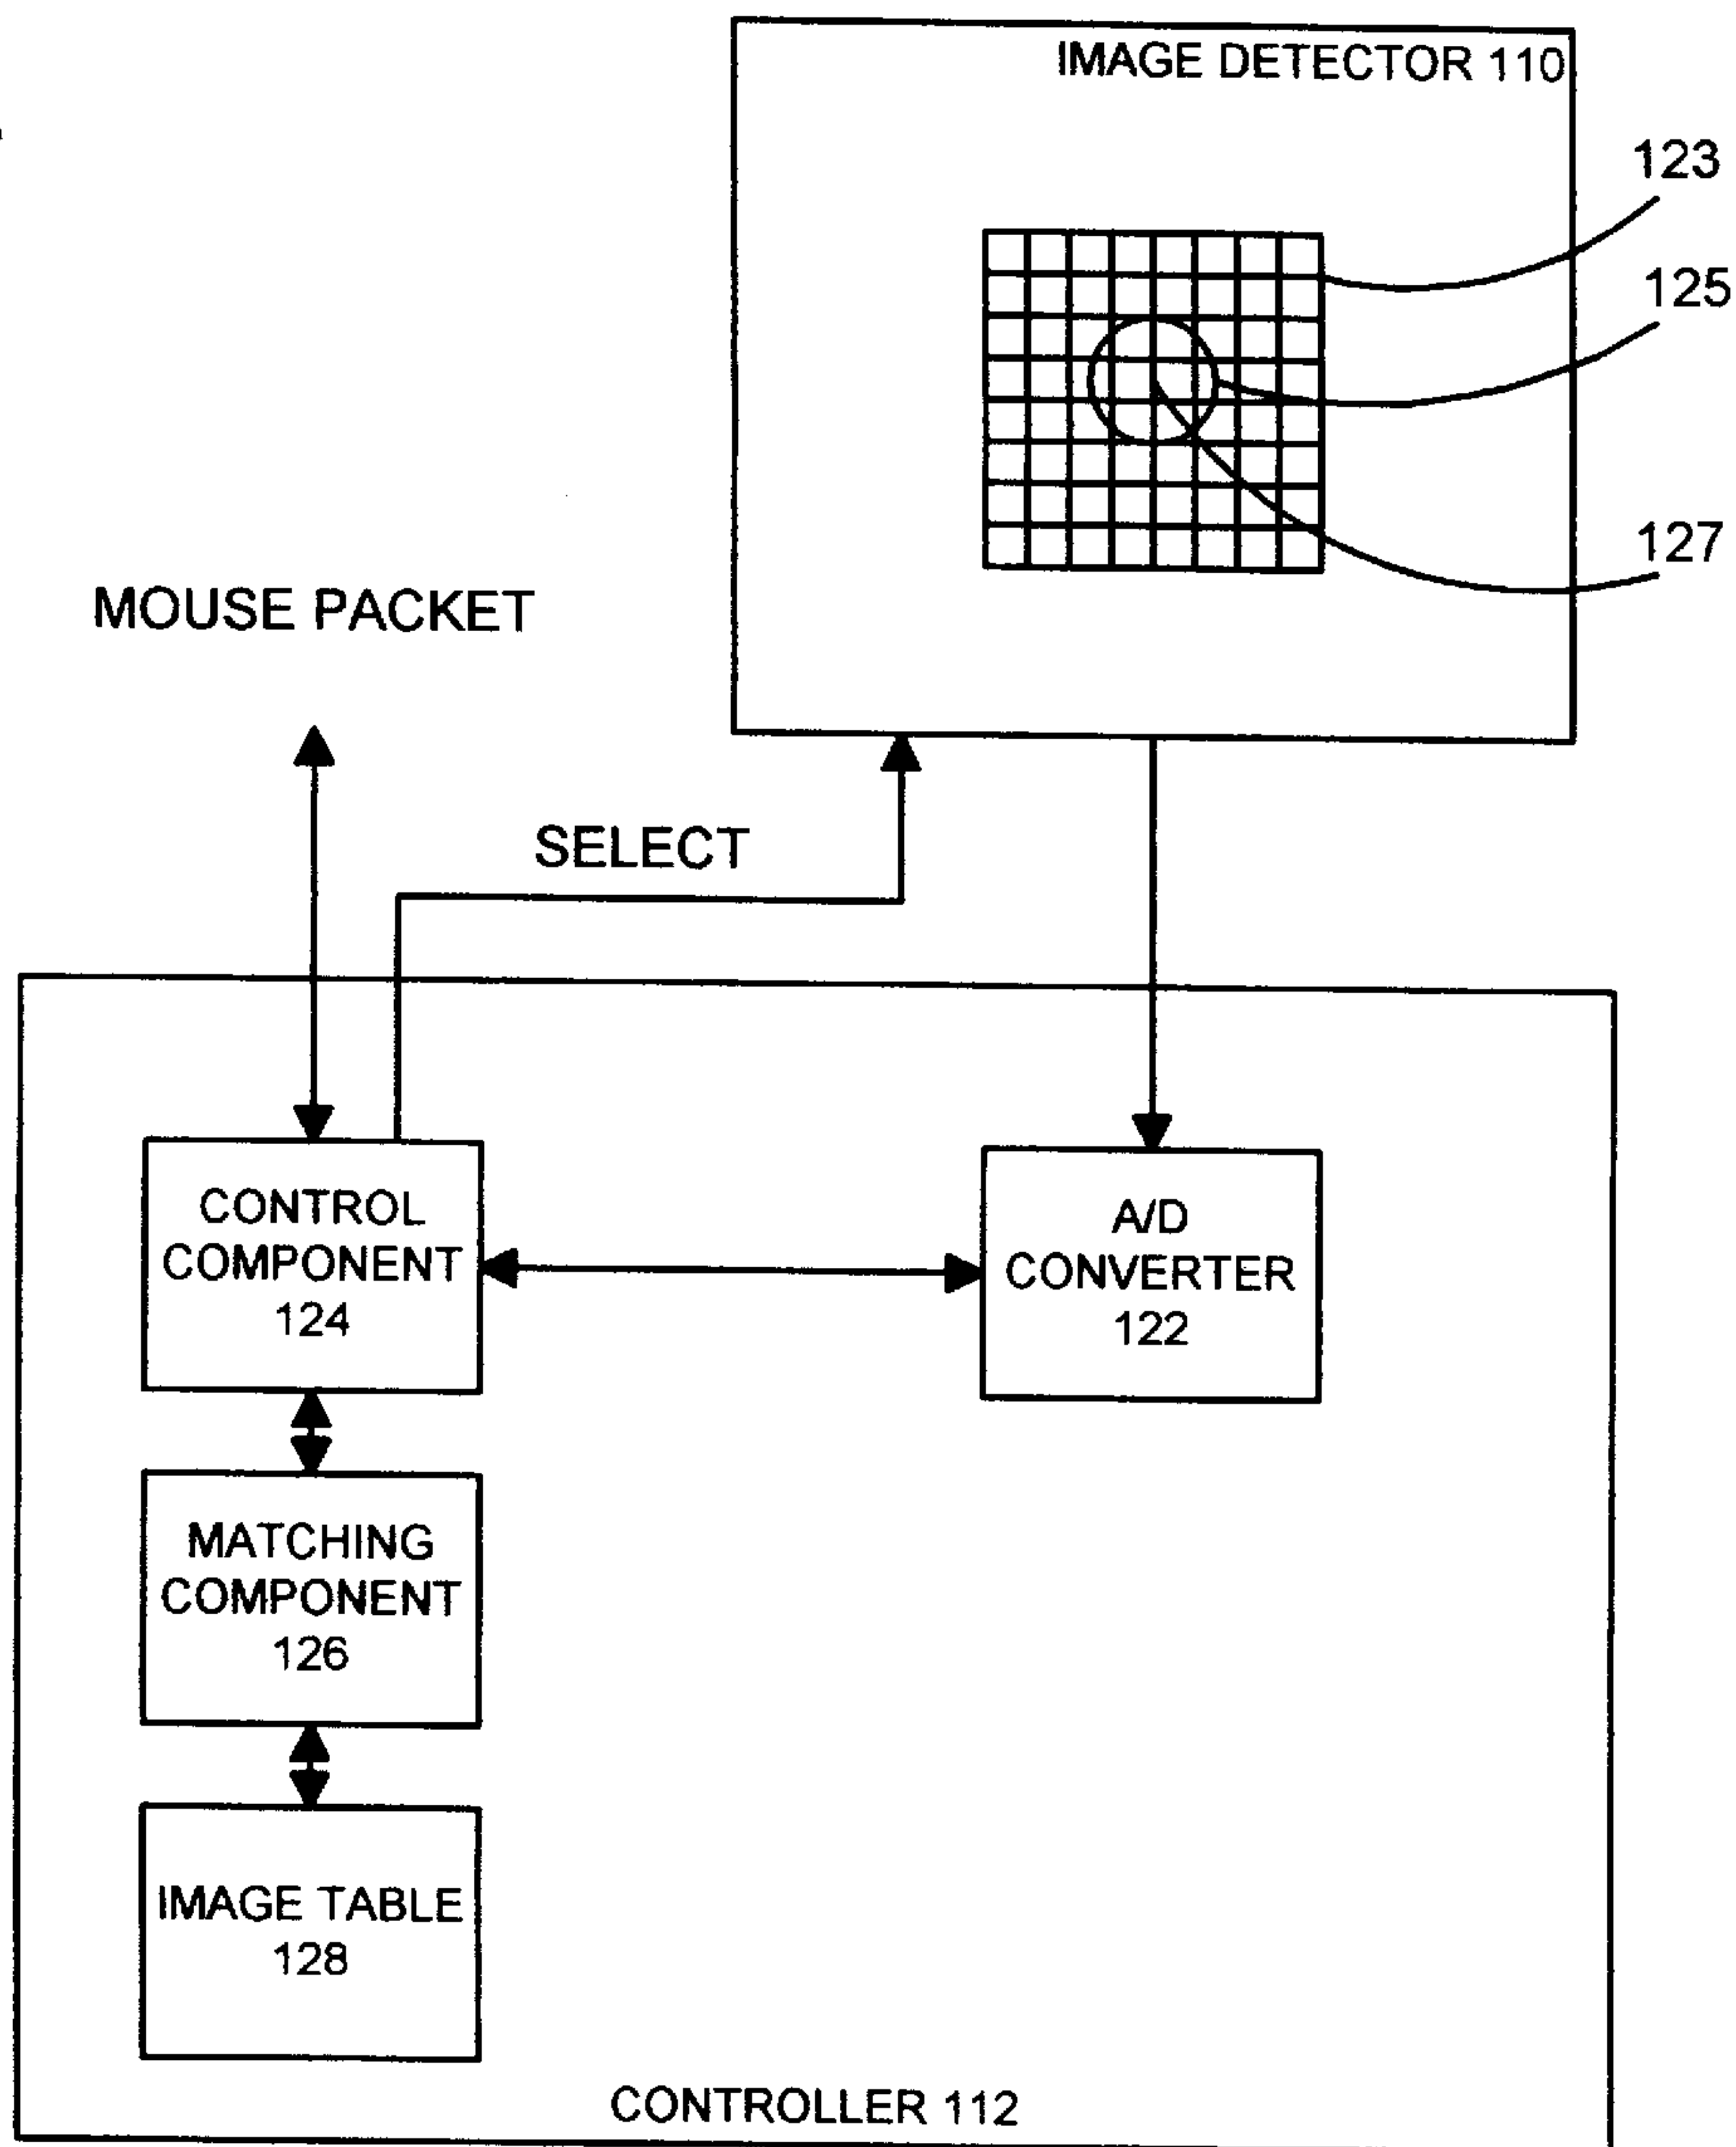 IMAGE DETECTOR 110
123
125
127
MOUSE PACKET
SELECT
CONTROL
COMPONENT
124
A/D
CONVERTER
122
MATCHING
COMPONENT
126
IMAGE TABLE
128
CONTROLLER 112